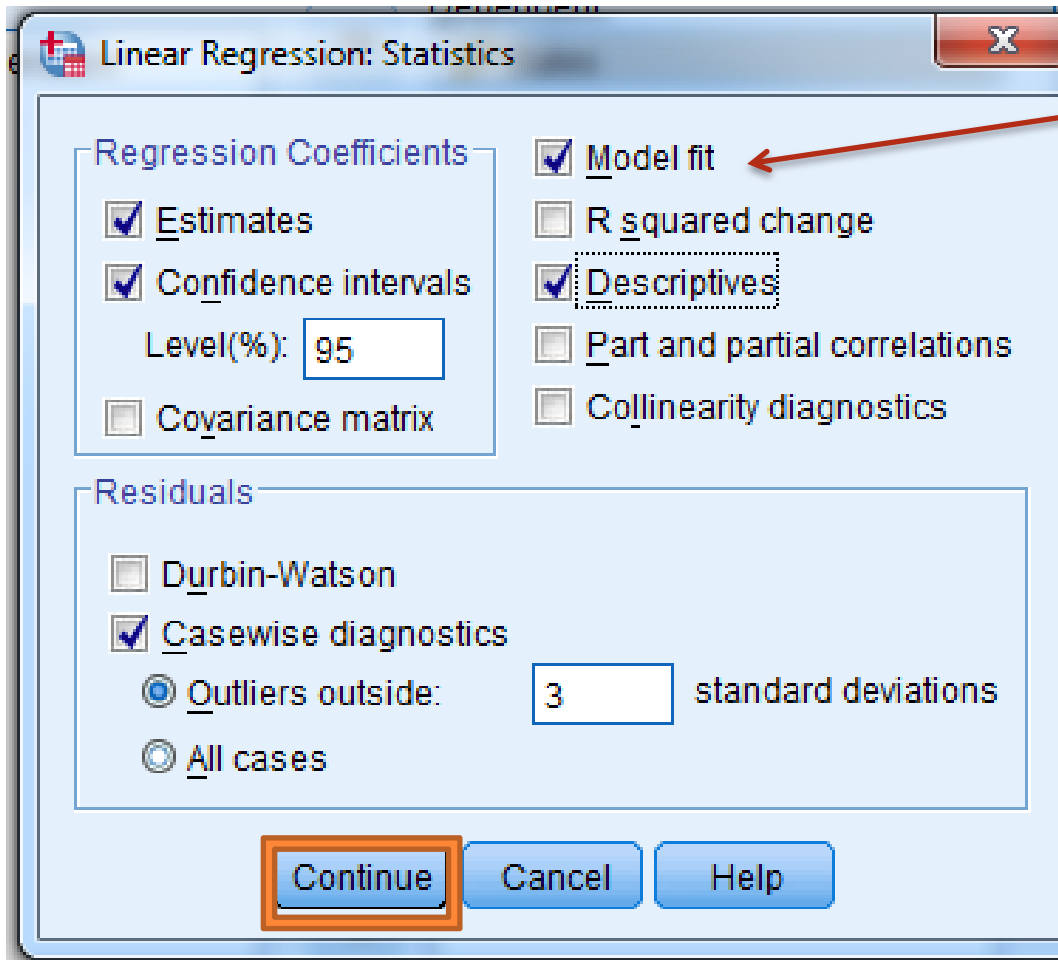 Linear Regression: Statistics
Regression Coefficients
Estimates
Confidence intervals
Level(%): 95
Covariance matrix
Model fit
R squared change
Descriptives
Part and partial correlations
Collinearity diagnostics
Residuals
Durbin-Watson
Casewise diagnostics
Outliers outside: 3 standard deviations
All cases
Continue Cancel Help